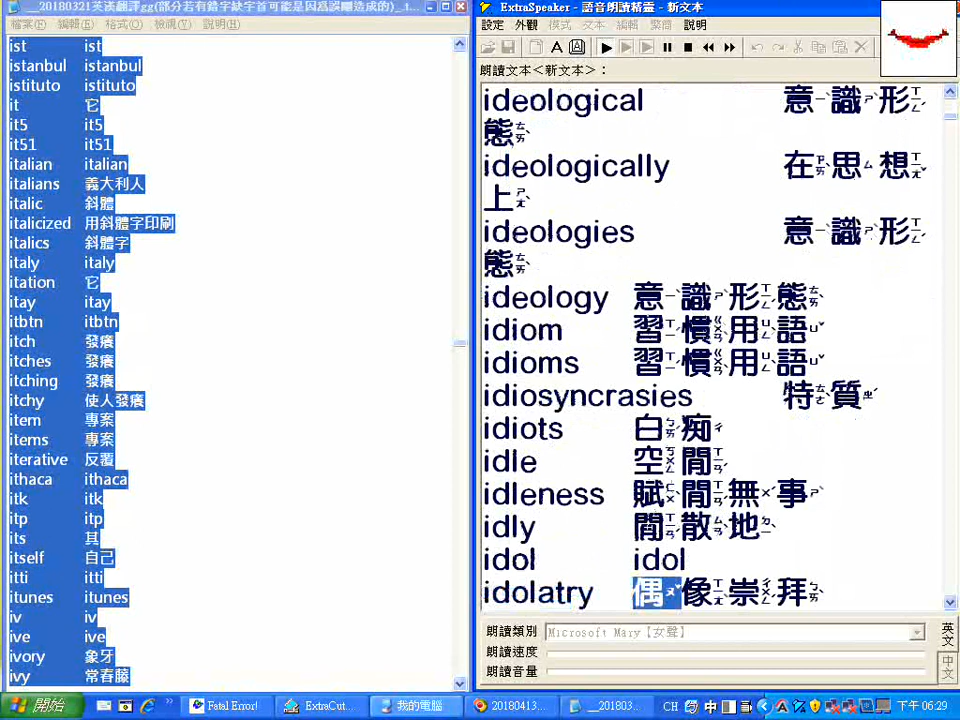 __20180321英漢翻譯gg(部分若有錯字缺字首可能是因為誤刪造成的)_t...
檔案(F) 編輯(E) 格式(O) 檢視(V) 說明(H)
ist ist
istanbul istanbul
istituto istituto
it 它
it5 it5
it51 it51
italian italian
italians 義大利人
italic 斜體
italicized 用斜體字印刷
italics 斜體字
italy italy
itation 它
itay itay
itbtn itbtn
itch 發癢
itches 發癢
itching 發癢
itchy 使人發癢
item 專案
items 專案
iterative 反覆
ithaca ithaca
itk itk
itp itp
its 其
itself 自己
itti itti
itunes itunes
iv iv
ive ive
ivory 象牙
ivy 常春藤
ExtraSpeaker - 語音朗讀精靈 - 新文本
設定 外觀 模式 文本 編輯 繁簡 說明
朗讀文本<新文本>:
ideological 意識形
態
ideologically 在思想
上
ideologies 意識形
態
ideology 意識形態
idiom 習慣用語
idioms 習慣用語
idiosyncrasies 特質
idiots 白痴
idle 空閒
idleness 賦閒無事
idly 閒散地
idol idol
idolatry 偶像崇拜
朗讀類別 Microsoft Mary【女聲】
朗讀速度
朗讀音量
英文
中文
開始 Fatal Error! ExtraCut... 我的電腦 20180413... __201803... CH 中 下午 06:29